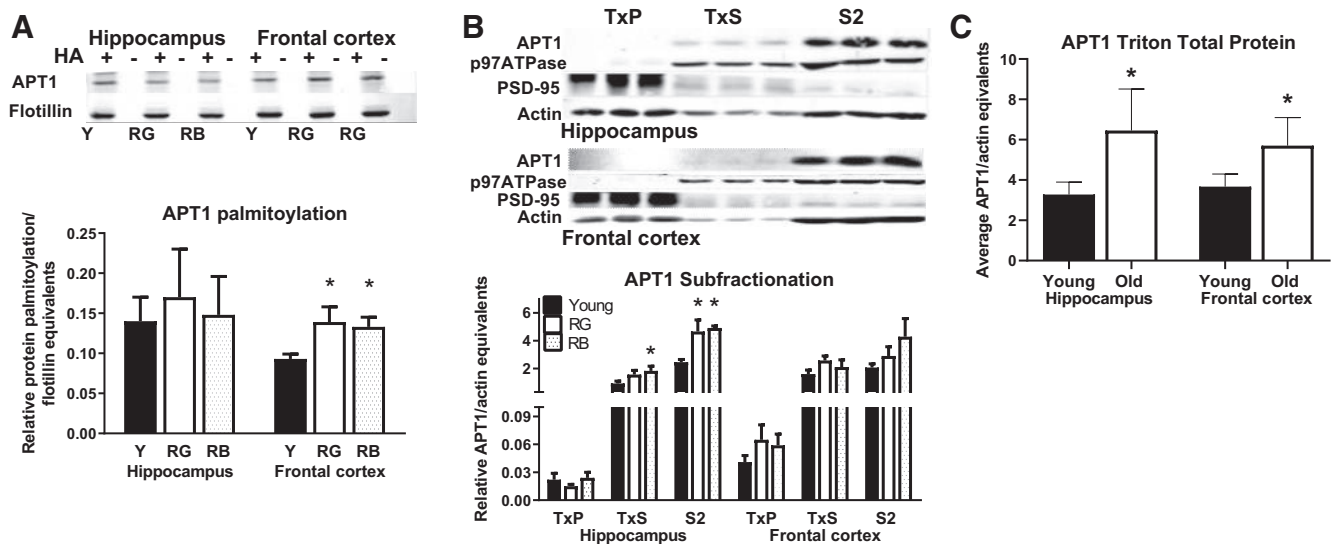 A
Hippocampus Frontal cortex
HA + - + - + - + - + - + -
APT1
Flotillin
Y RG RB Y RG RG
APT1 palmitoylation
Relative protein palmitoylation/
flotillin equivalents
0.25
0.20
0.15
0.10
0.05
0.00
* *
Y RG RB Y RG RB
Hippocampus Frontal cortex
B
TxP TxS S2
APT1
p97ATPase
PSD-95
Actin
Hippocampus
APT1
p97ATPase
PSD-95
Actin
Frontal cortex
APT1 Subfractionation
Relative APT1/actin equivalents
Young
RG
RB
6
4
2
0.09
0.06
0.03
0.00
* * *
TxP TxS S2 TxP TxS S2
Hippocampus Frontal cortex
C
APT1 Triton Total Protein
Average APT1/actin eqivalents
10
8
6
4
2
0
* *
Young Old Young Old
Hippocampus Frontal cortex